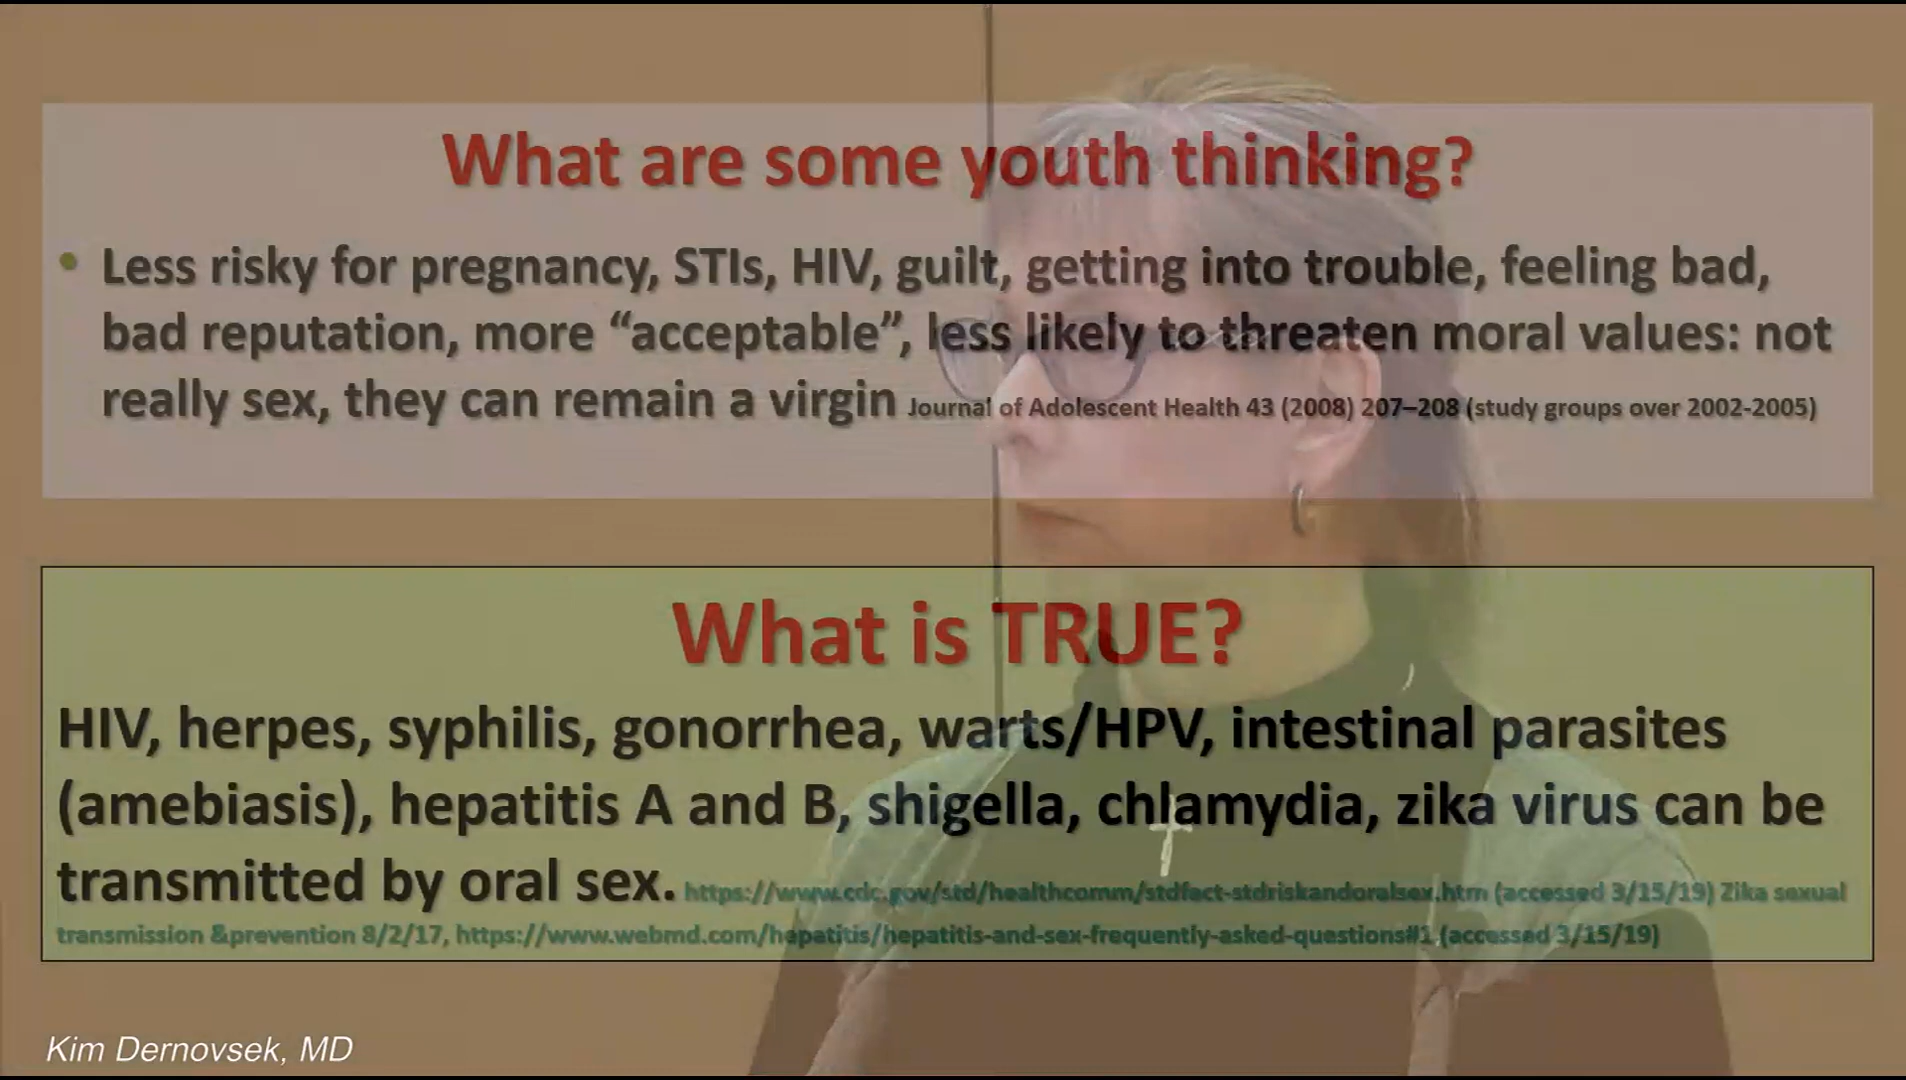 What are some youth thinking?
• Less risky for pregnancy, STIs, HIV, guilt, getting into trouble, feeling bad,
bad reputation, more “acceptable”, less likely to threaten moral values: not
really sex, they can remain a virgin Journal of Adolescent Health 43 (2008) 207–208 (study groups over 2002-2005)
What is TRUE?
HIV, herpes, syphilis, gonorrhea, warts/HPV, intestinal parasites
(amebiasis), hepatitis A and B, shigella, chlamydia, zika virus can be
transmitted by oral sex. https://www.cdc.gov/std/healthcomm/stdfact-stdriskandoralsex.htm (accessed 3/15/19) Zika sexual
transmission &prevention 8/2/17, https://www.webmd.com/hepatitis/hepatitis-and-sex-frequently-asked-questions#1 (accessed 3/15/19)
Kim Dernovsek, MD